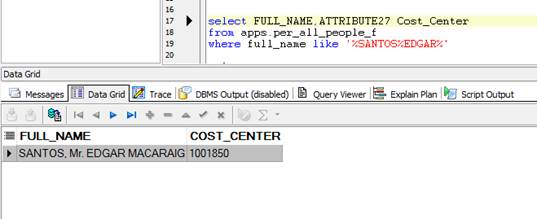 16
17
18
19
20
select FULL_NAME,ATTRIBUTE27 Cost_Center
from apps.per_all_people_f
where full_name like '%SANTOS%EDGAR%'
Data Grid
Messages Data Grid Trace DBMS Output (disabled) Query Viewer Explain Plan Script Output
FULL_NAME COST_CENTER
SANTOS, Mr. EDGAR MACARAIG 1001850